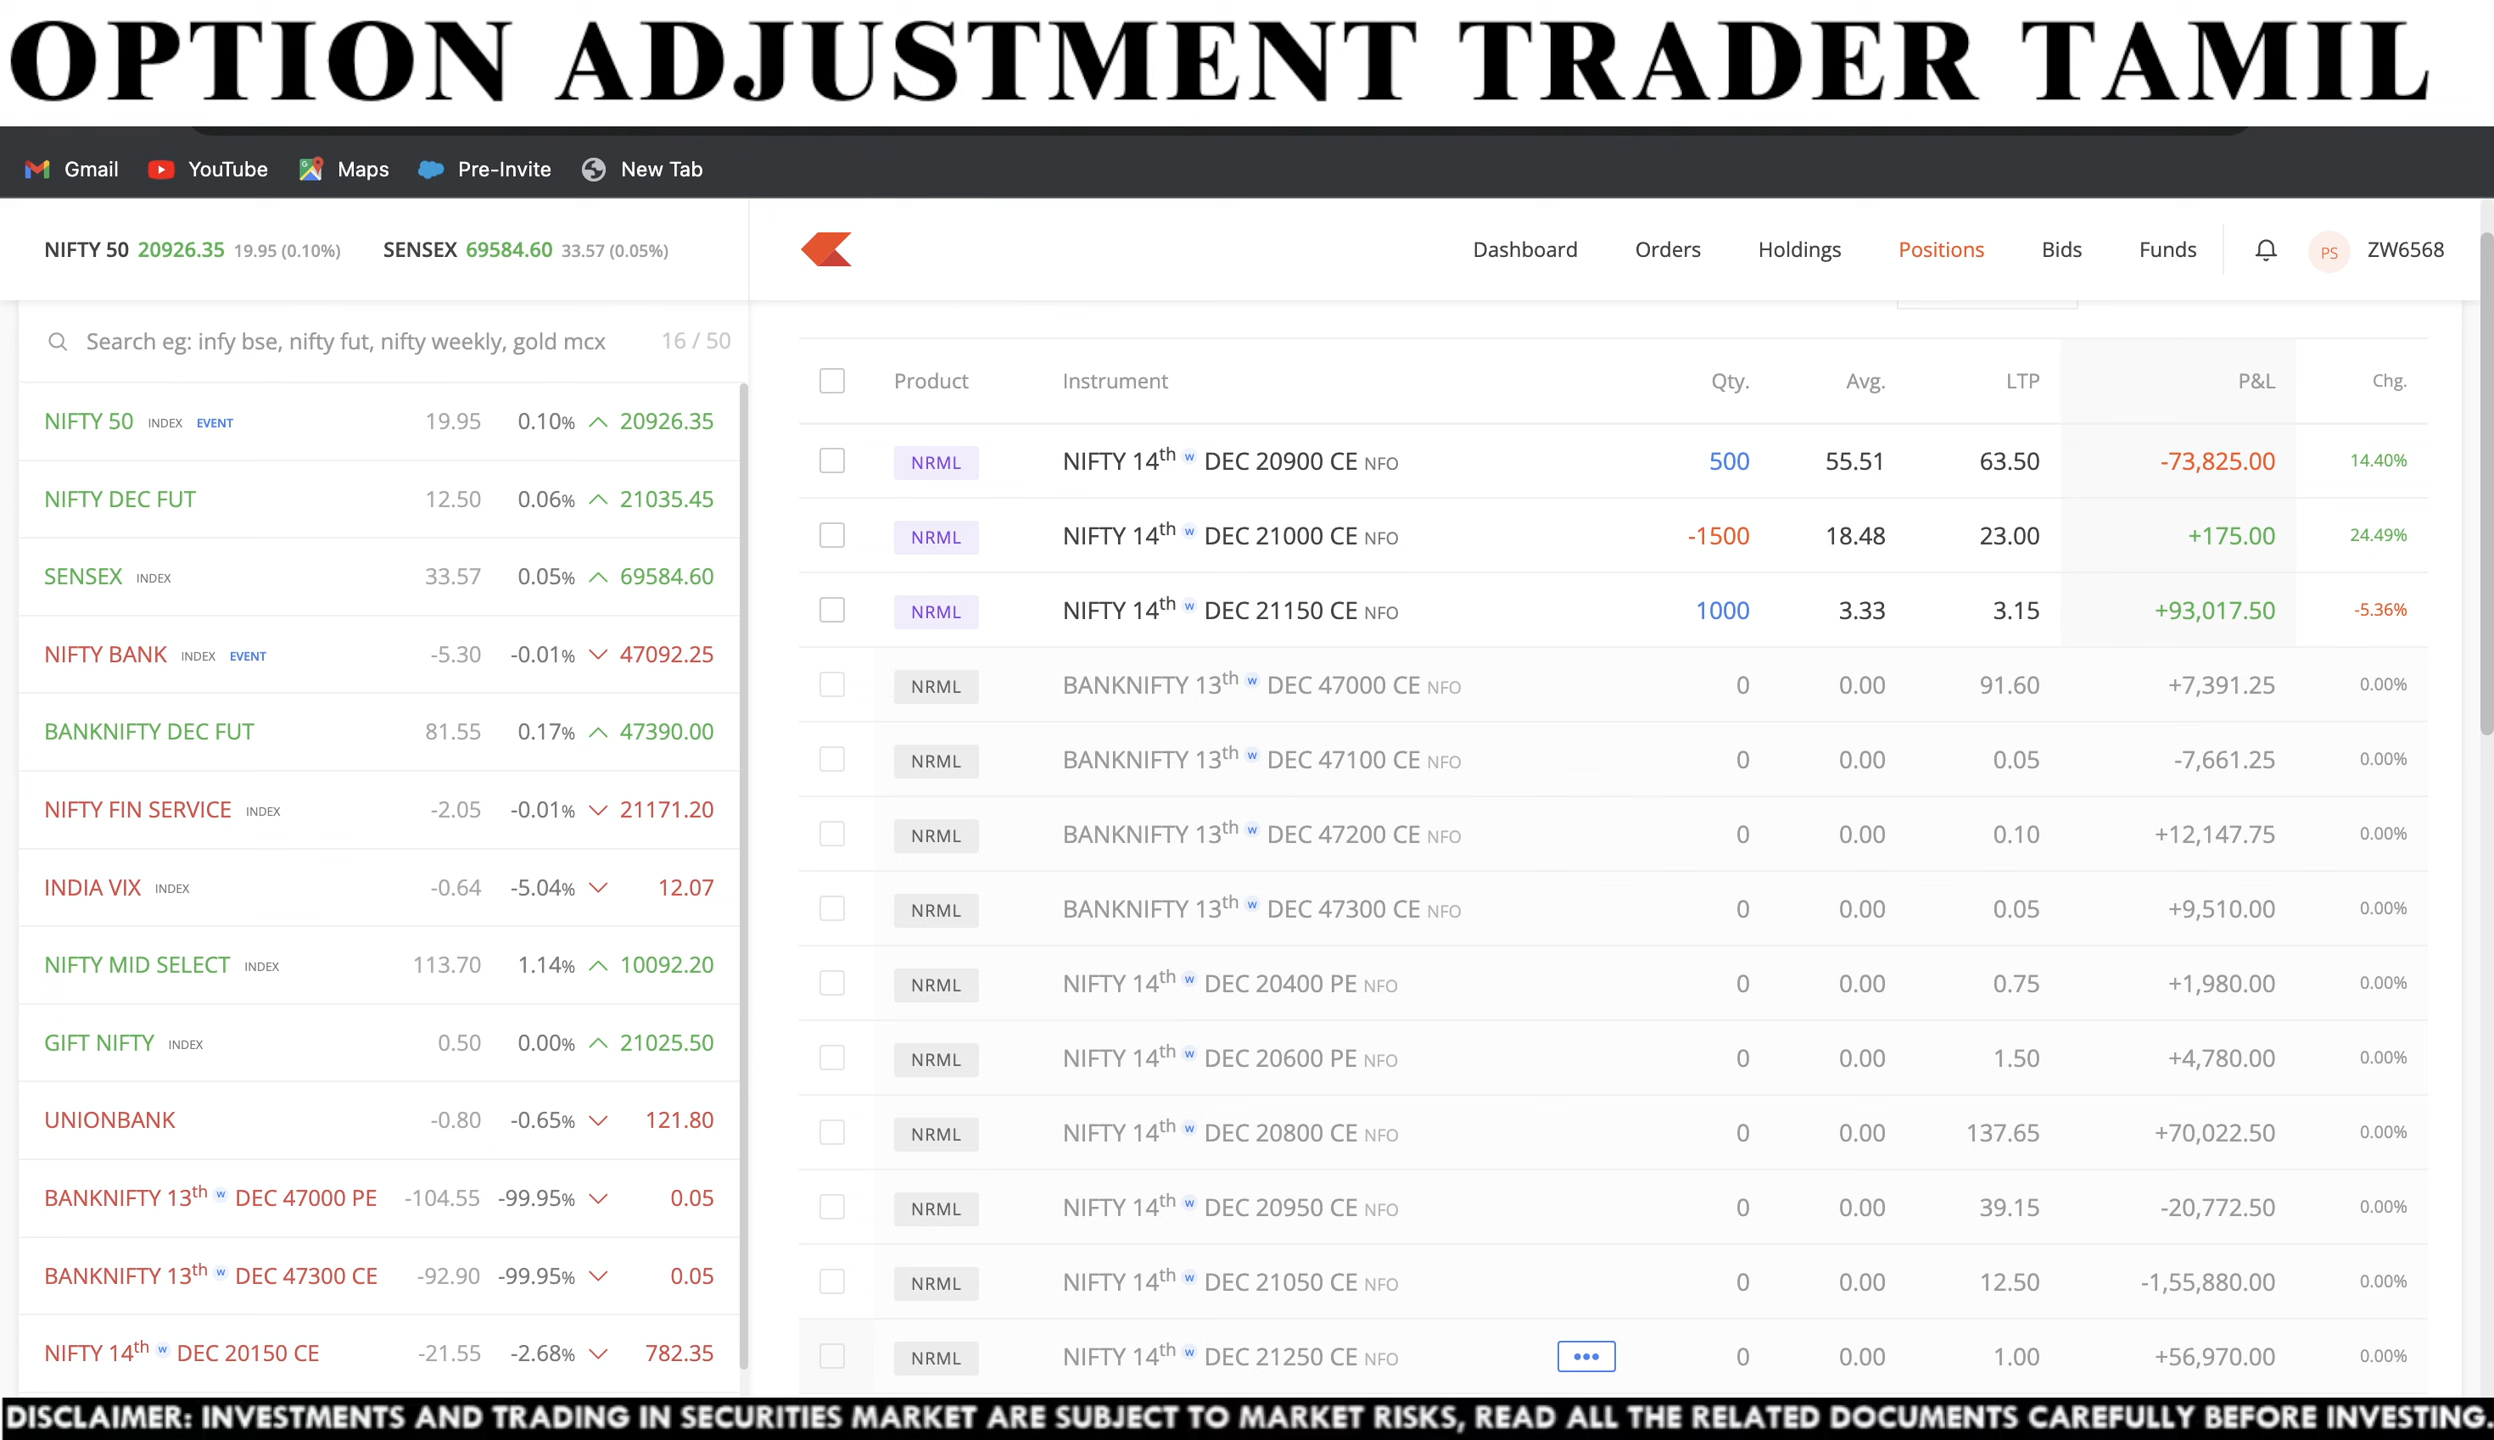 OPTION ADJUSTMENT TRADER TAMIL
Gmail YouTube Maps Pre-Invite New Tab
NIFTY 50 20926.35 19.95 (0.10%) SENSEX 69584.60 33.57 (0.05%)
Dashboard Orders Holdings Positions Bids Funds PS ZW6568
Search eg: infy bse, nifty fut, nifty weekly, gold mcx 16 / 50
NIFTY 50 INDEX EVENT 19.95 0.10% 20926.35
NIFTY DEC FUT 12.50 0.06% 21035.45
SENSEX INDEX 33.57 0.05% 69584.60
NIFTY BANK INDEX EVENT -5.30 -0.01% 47092.25
BANKNIFTY DEC FUT 81.55 0.17% 47390.00
NIFTY FIN SERVICE INDEX -2.05 -0.01% 21171.20
INDIA VIX INDEX -0.64 -5.04% 12.07
NIFTY MID SELECT INDEX 113.70 1.14% 10092.20
GIFT NIFTY INDEX 0.50 0.00% 21025.50
UNIONBANK -0.80 -0.65% 121.80
BANKNIFTY 13th w DEC 47000 PE -104.55 -99.95% 0.05
BANKNIFTY 13th w DEC 47300 CE -92.90 -99.95% 0.05
NIFTY 14th w DEC 20150 CE -21.55 -2.68% 782.35
Product Instrument Qty. Avg. LTP P&L Chg.
NRML NIFTY 14th w DEC 20900 CE NFO 500 55.51 63.50 -73,825.00 14.40%
NRML NIFTY 14th w DEC 21000 CE NFO -1500 18.48 23.00 +175.00 24.49%
NRML NIFTY 14th w DEC 21150 CE NFO 1000 3.33 3.15 +93,017.50 -5.36%
NRML BANKNIFTY 13th w DEC 47000 CE NFO 0 0.00 91.60 +7,391.25 0.00%
NRML BANKNIFTY 13th w DEC 47100 CE NFO 0 0.00 0.05 -7,661.25 0.00%
NRML BANKNIFTY 13th w DEC 47200 CE NFO 0 0.00 0.10 +12,147.75 0.00%
NRML BANKNIFTY 13th w DEC 47300 CE NFO 0 0.00 0.05 +9,510.00 0.00%
NRML NIFTY 14th w DEC 20400 PE NFO 0 0.00 0.75 +1,980.00 0.00%
NRML NIFTY 14th w DEC 20600 PE NFO 0 0.00 1.50 +4,780.00 0.00%
NRML NIFTY 14th w DEC 20800 CE NFO 0 0.00 137.65 +70,022.50 0.00%
NRML NIFTY 14th w DEC 20950 CE NFO 0 0.00 39.15 -20,772.50 0.00%
NRML NIFTY 14th w DEC 21050 CE NFO 0 0.00 12.50 -1,55,880.00 0.00%
NRML NIFTY 14th w DEC 21250 CE NFO 0 0.00 1.00 +56,970.00 0.00%
DISCLAIMER: INVESTMENTS AND TRADING IN SECURITIES MARKET ARE SUBJECT TO MARKET RISKS, READ ALL THE RELATED DOCUMENTS CAREFULLY BEFORE INVESTING.